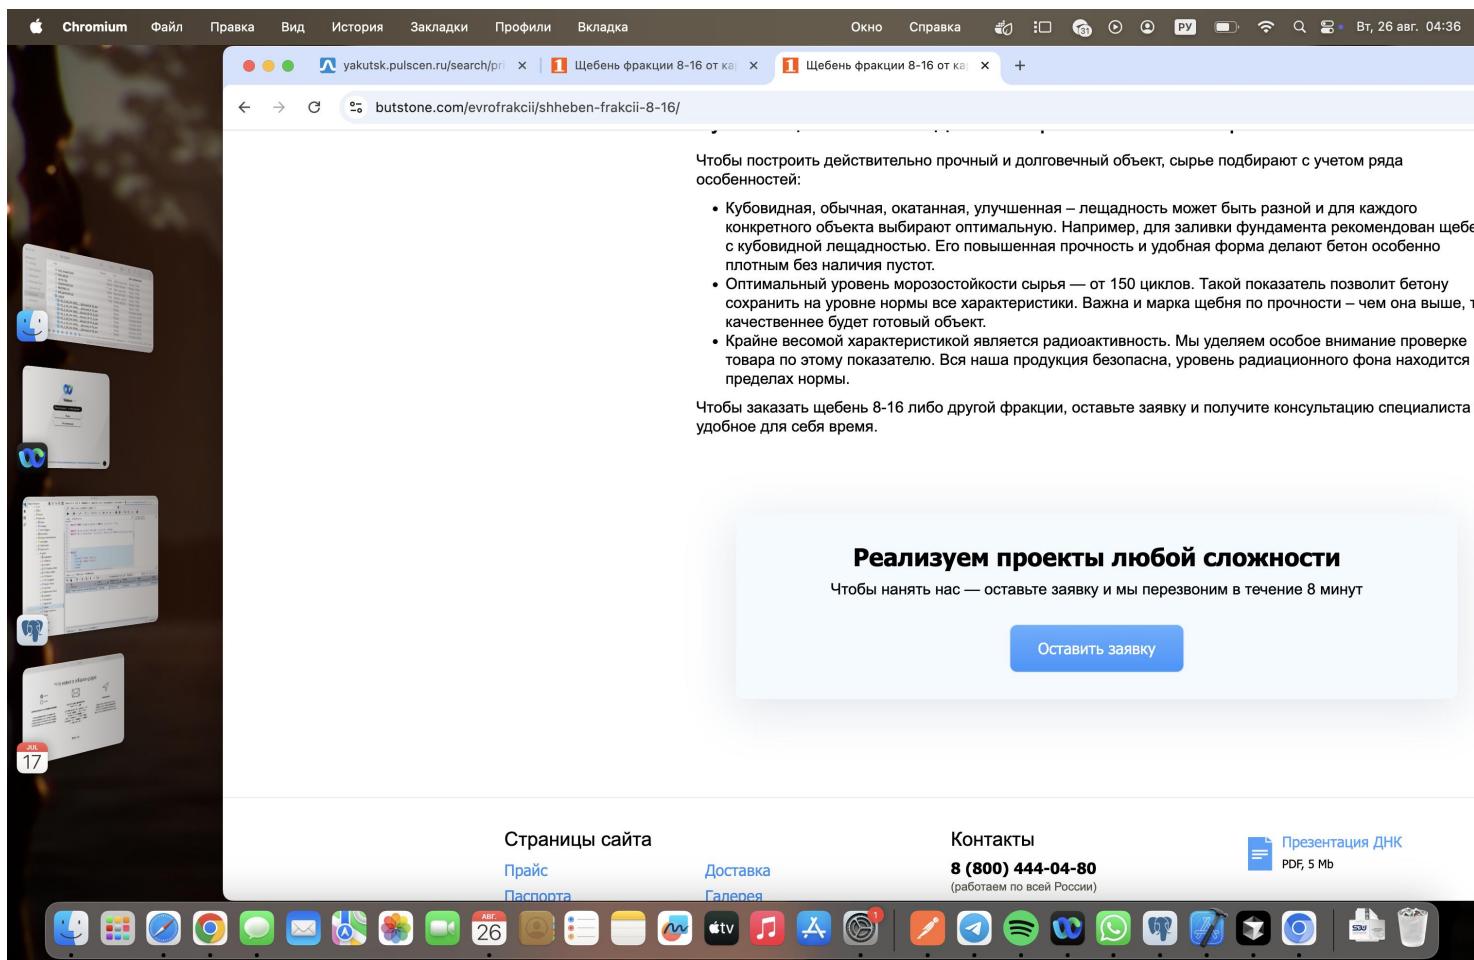 Chromium Файл Правка Вид История Закладки Профили Вкладка Окно Справка 31 РУ Вт, 26 авг. 04:36
yakutsk.pulscen.ru/search/pri Щебень фракции 8-16 от ка Щебень фракции 8-16 от ка
butstone.com/evrofrakcii/shheben-frakcii-8-16/
Чтобы построить действительно прочный и долговечный объект, сырье подбирают с учетом ряда
особенностей:
• Кубовидная, обычная, окатанная, улучшенная – лещадность может быть разной и для каждого
конкретного объекта выбирают оптимальную. Например, для заливки фундамента рекомендован щебе
с кубовидной лещадностью. Его повышенная прочность и удобная форма делают бетон особенно
плотным без наличия пустот.
• Оптимальный уровень морозостойкости сырья — от 150 циклов. Такой показатель позволит бетону
сохранить на уровне нормы все характеристики. Важна и марка щебня по прочности – чем она выше, т
качественнее будет готовый объект.
• Крайне весомой характеристикой является радиоактивность. Мы уделяем особое внимание проверке
товара по этому показателю. Вся наша продукция безопасна, уровень радиационного фона находится
пределах нормы.
Чтобы заказать щебень 8-16 либо другой фракции, оставьте заявку и получите консультацию специалиста
удобное для себя время.
Реализуем проекты любой сложности
Чтобы нанять нас — оставьте заявку и мы перезвоним в течение 8 минут
Оставить заявку
JUL
17
Страницы сайта
Прайс Доставка
Паспорта Галерея
Контакты
8 (800) 444-04-80
(работаем по всей России)
Презентация ДНК
PDF, 5 Mb
АВГ.
26
tv
1